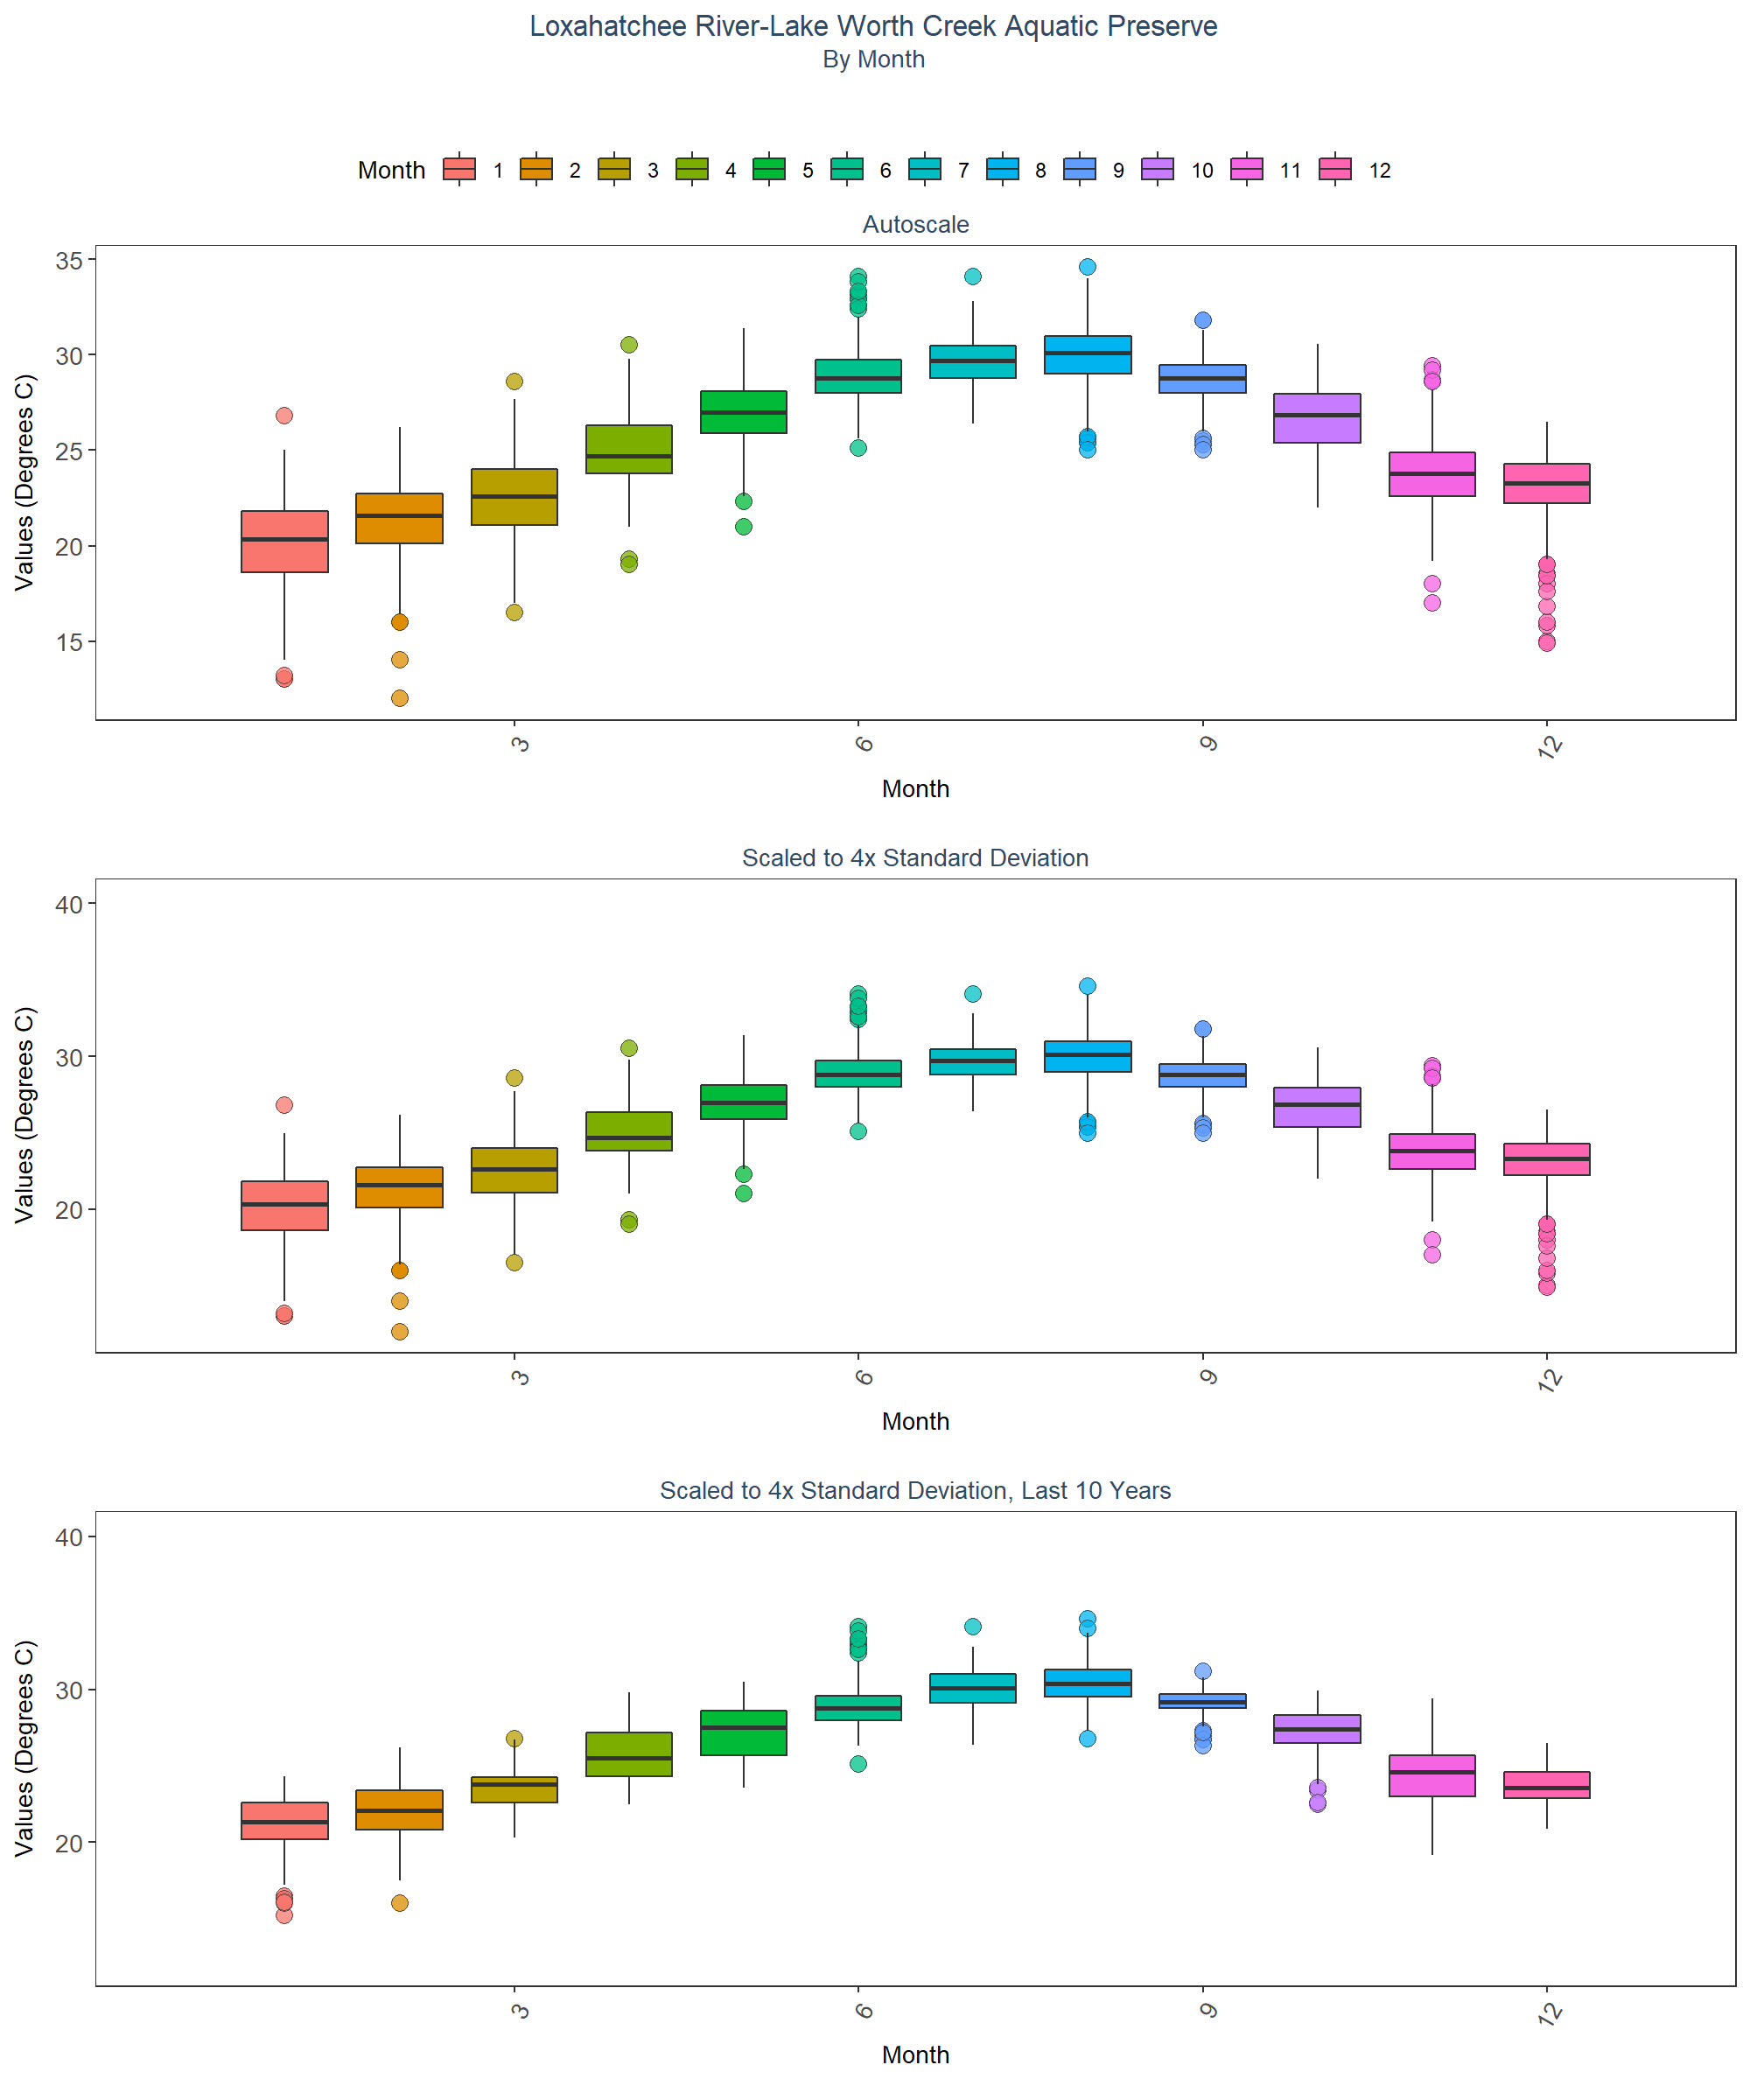 Loxahatchee River-Lake Worth Creek Aquatic Preserve
By Month
Month 1 2 3 4 5 6 7 8 9 10 11 12
Autoscale
Values (Degrees C)
35
30
25
20
15
3 6 9 12
Month
Scaled to 4x Standard Deviation
Values (Degrees C)
40
30
20
3 6 9 12
Month
Scaled to 4x Standard Deviation, Last 10 Years
Values (Degrees C)
40
30
20
3 6 9 12
Month